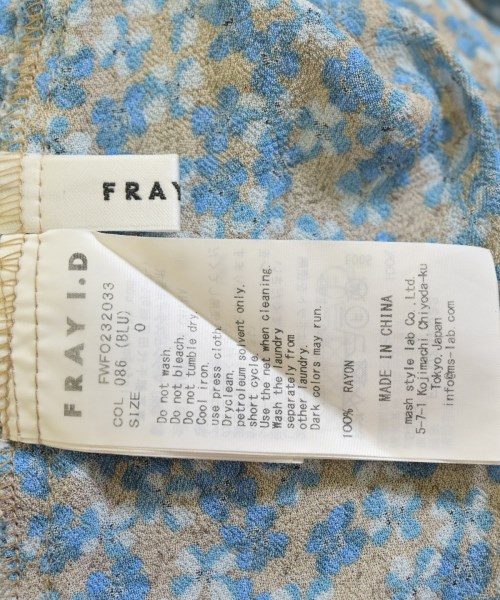 FRAY
FRAY I.D
FWFO232033
COL 086 (BLU)
SIZE 0
Do not wash
Do not bleach.
Do not tumble dry
Cool iron.
use press cloth
Dryclean,
petroleum solvent only.
short cycle.
Use the net when cleaning.
Wash the laundry
separately from
other laundry.
Dark colors may run.
100% RAYON
MADE IN CHINA
mash style lab Co., Ltd.
5-7-1 Kojimachi, Chiyoda-ku
Tokyo, Japan
info@ms-lab.com